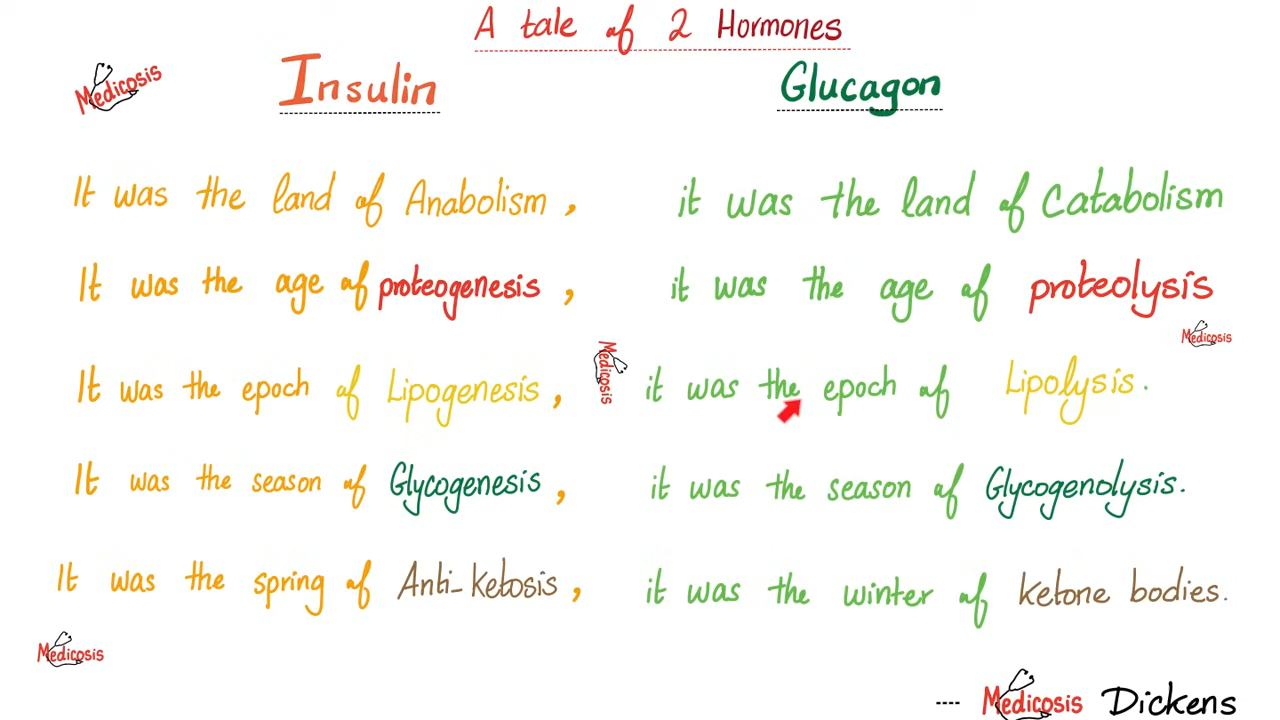 A tale of 2 Hormones
Medicosis
Insulin
Glucagon
It was the land of Anabolism, it was the land of Catabolism
It was the age of proteogenesis, it was the age of proteolysis
Medicosis
Medicosis
It was the epoch of Lipogenesis, it was the epoch of Lipolysis.
It was the season of Glycogenesis, it was the season of Glycogenolysis.
It was the spring of Anti-ketosis, it was the winter of ketone bodies.
Medicosis
---- Medicosis Dickens